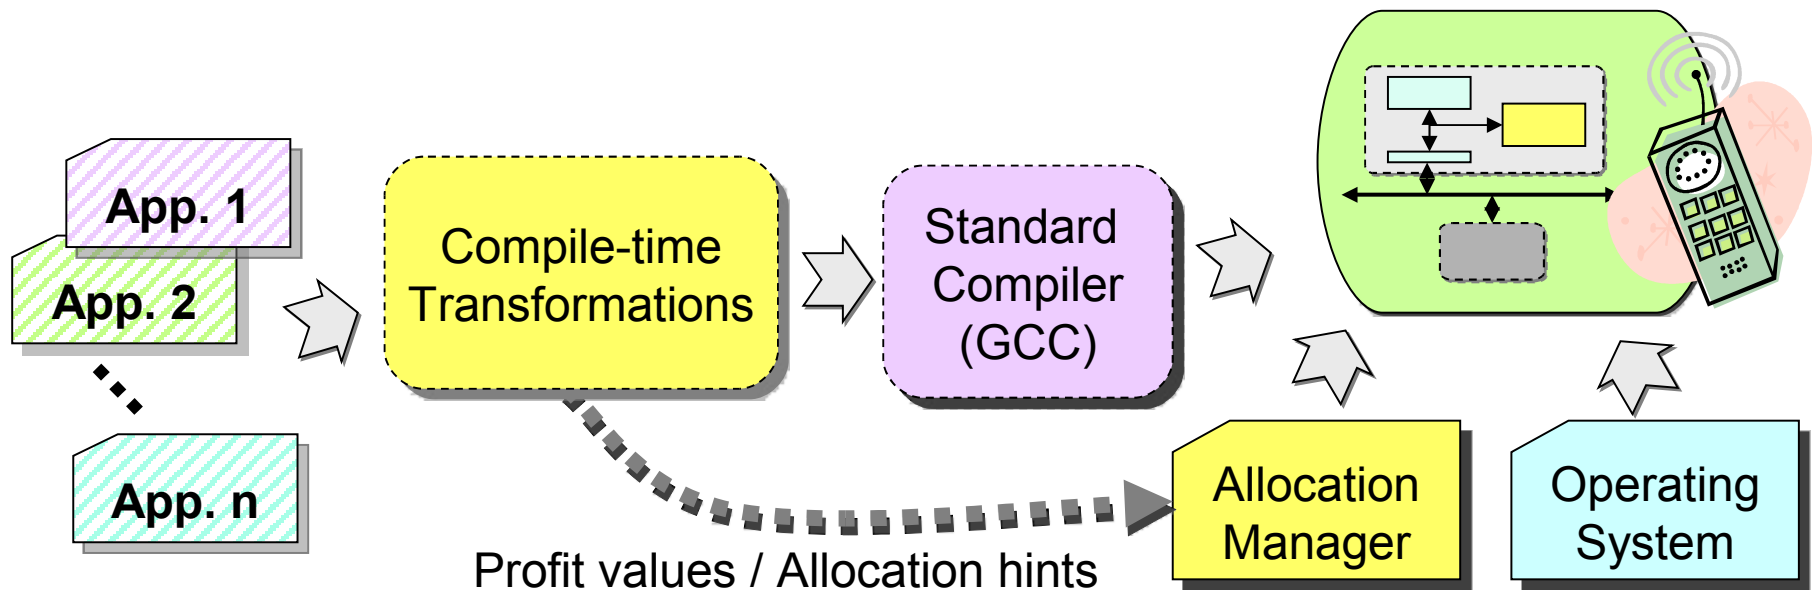 App. 1
App. 2
App. n
Compile-time
Transformations
Standard
Compiler
(GCC)
Profit values / Allocation hints
Allocation
Manager
Operating
System